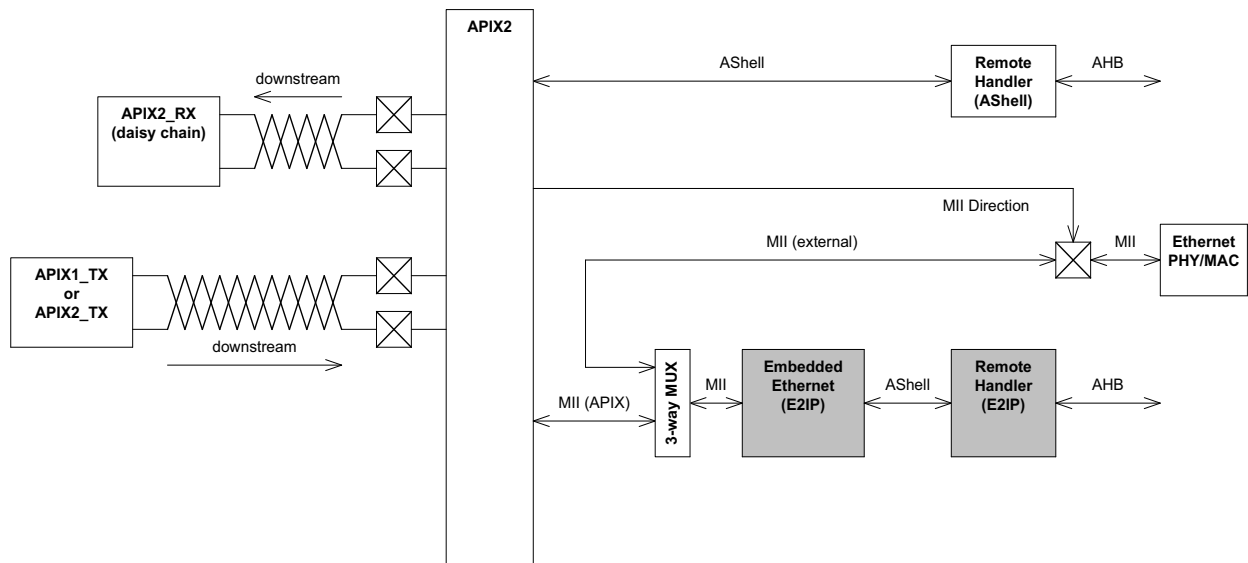 APIX2
downstream
APIX2_RX
(daisy chain)
AShell
Remote
Handler
(AShell)
AHB
MII Direction
MII (external)
MII
Ethernet
PHY/MAC
APIX1_TX
or
APIX2_TX
downstream
MII (APIX)
3-way MUX
MII
Embedded
Ethernet
(E2IP)
AShell
Remote
Handler
(E2IP)
AHB